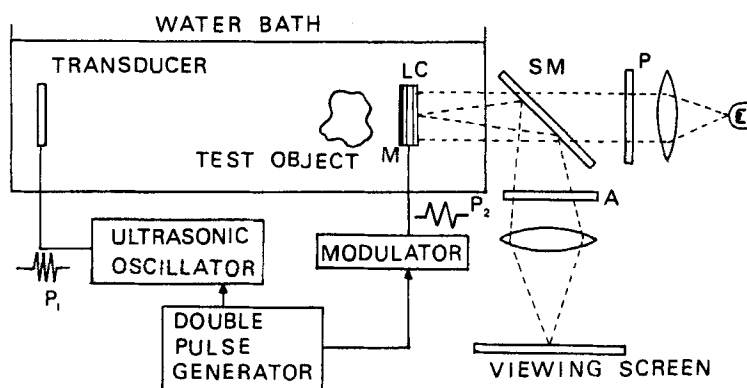 WATER BATH
TRANSDUCER
LC
SM
P
TEST OBJECT
M
A
P2
ULTRASONIC
OSCILLATOR
MODULATOR
P1
DOUBLE
PULSE
GENERATOR
VIEWING SCREEN